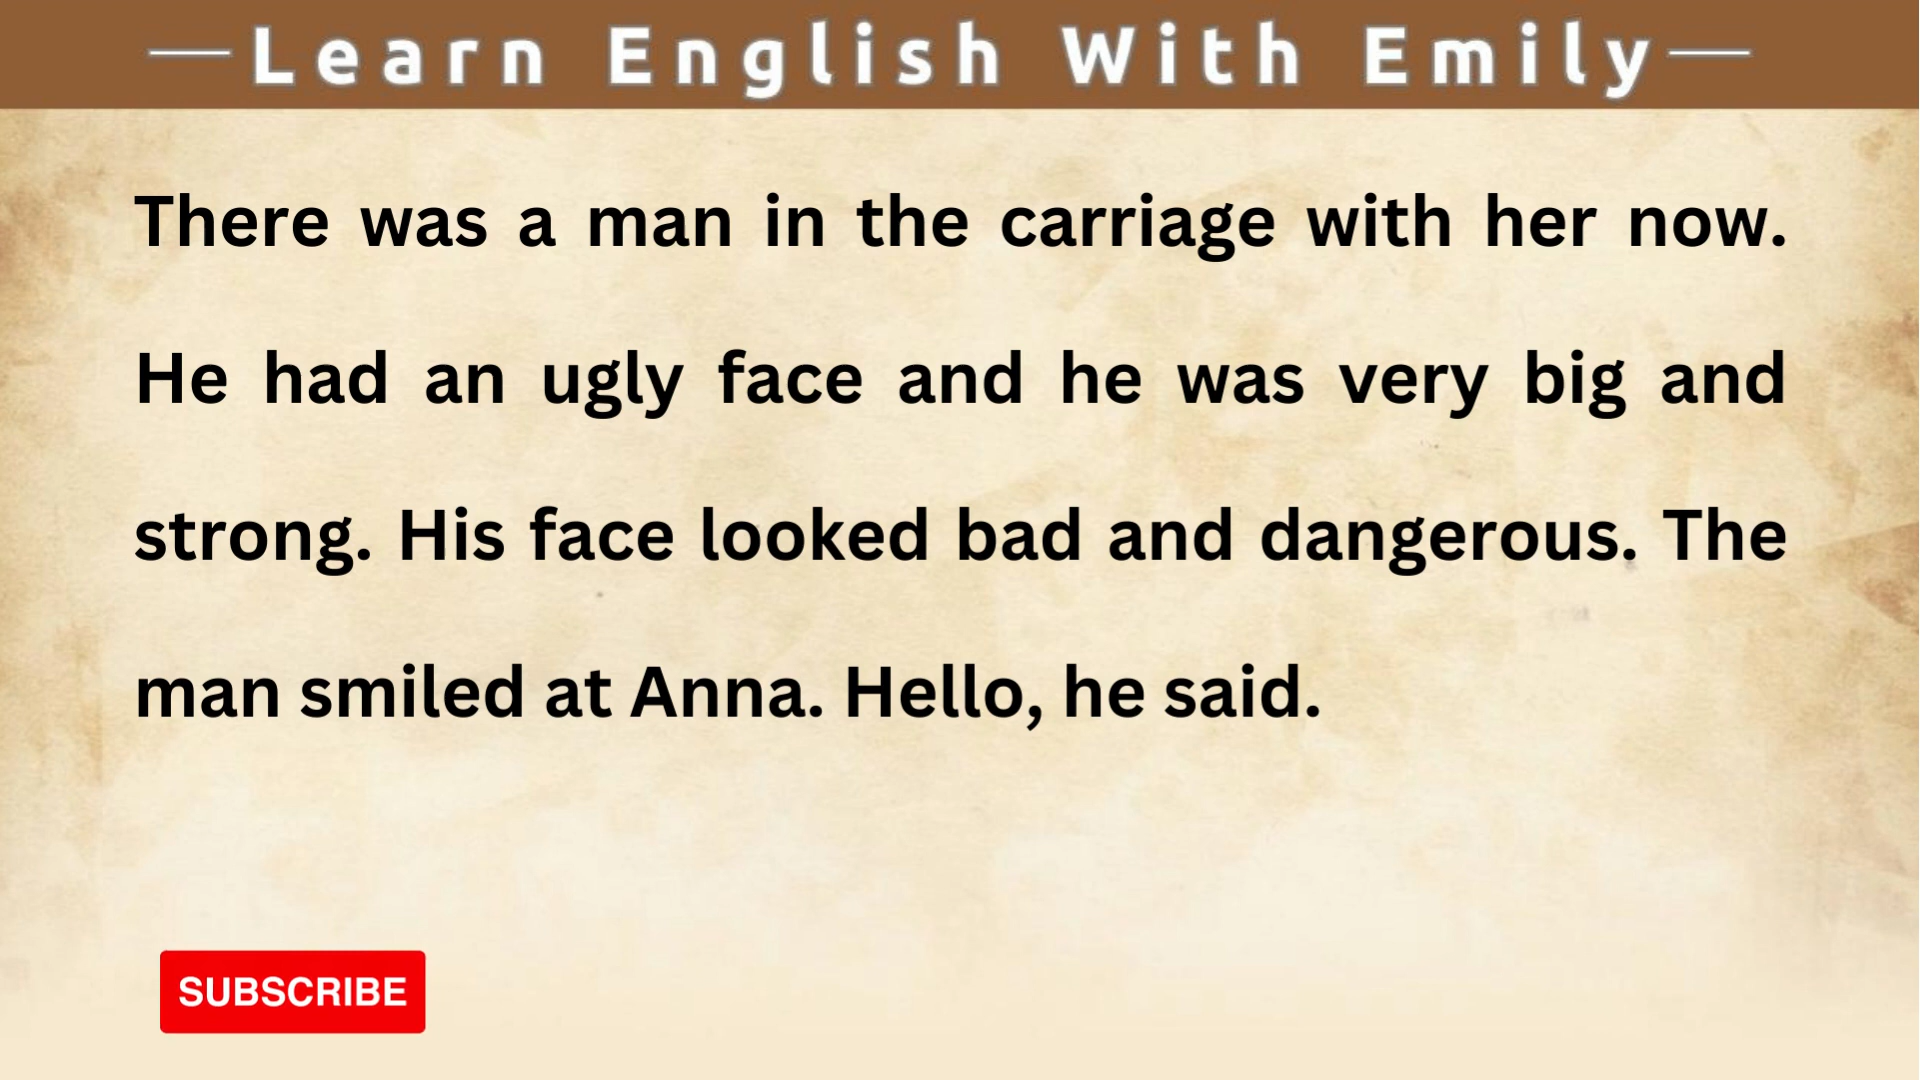 Learn English With Emily
There was a man in the carriage with her now.
He had an ugly face and he was very big and
strong. His face looked bad and dangerous. The
man smiled at Anna. Hello, he said.
SUBSCRIBE